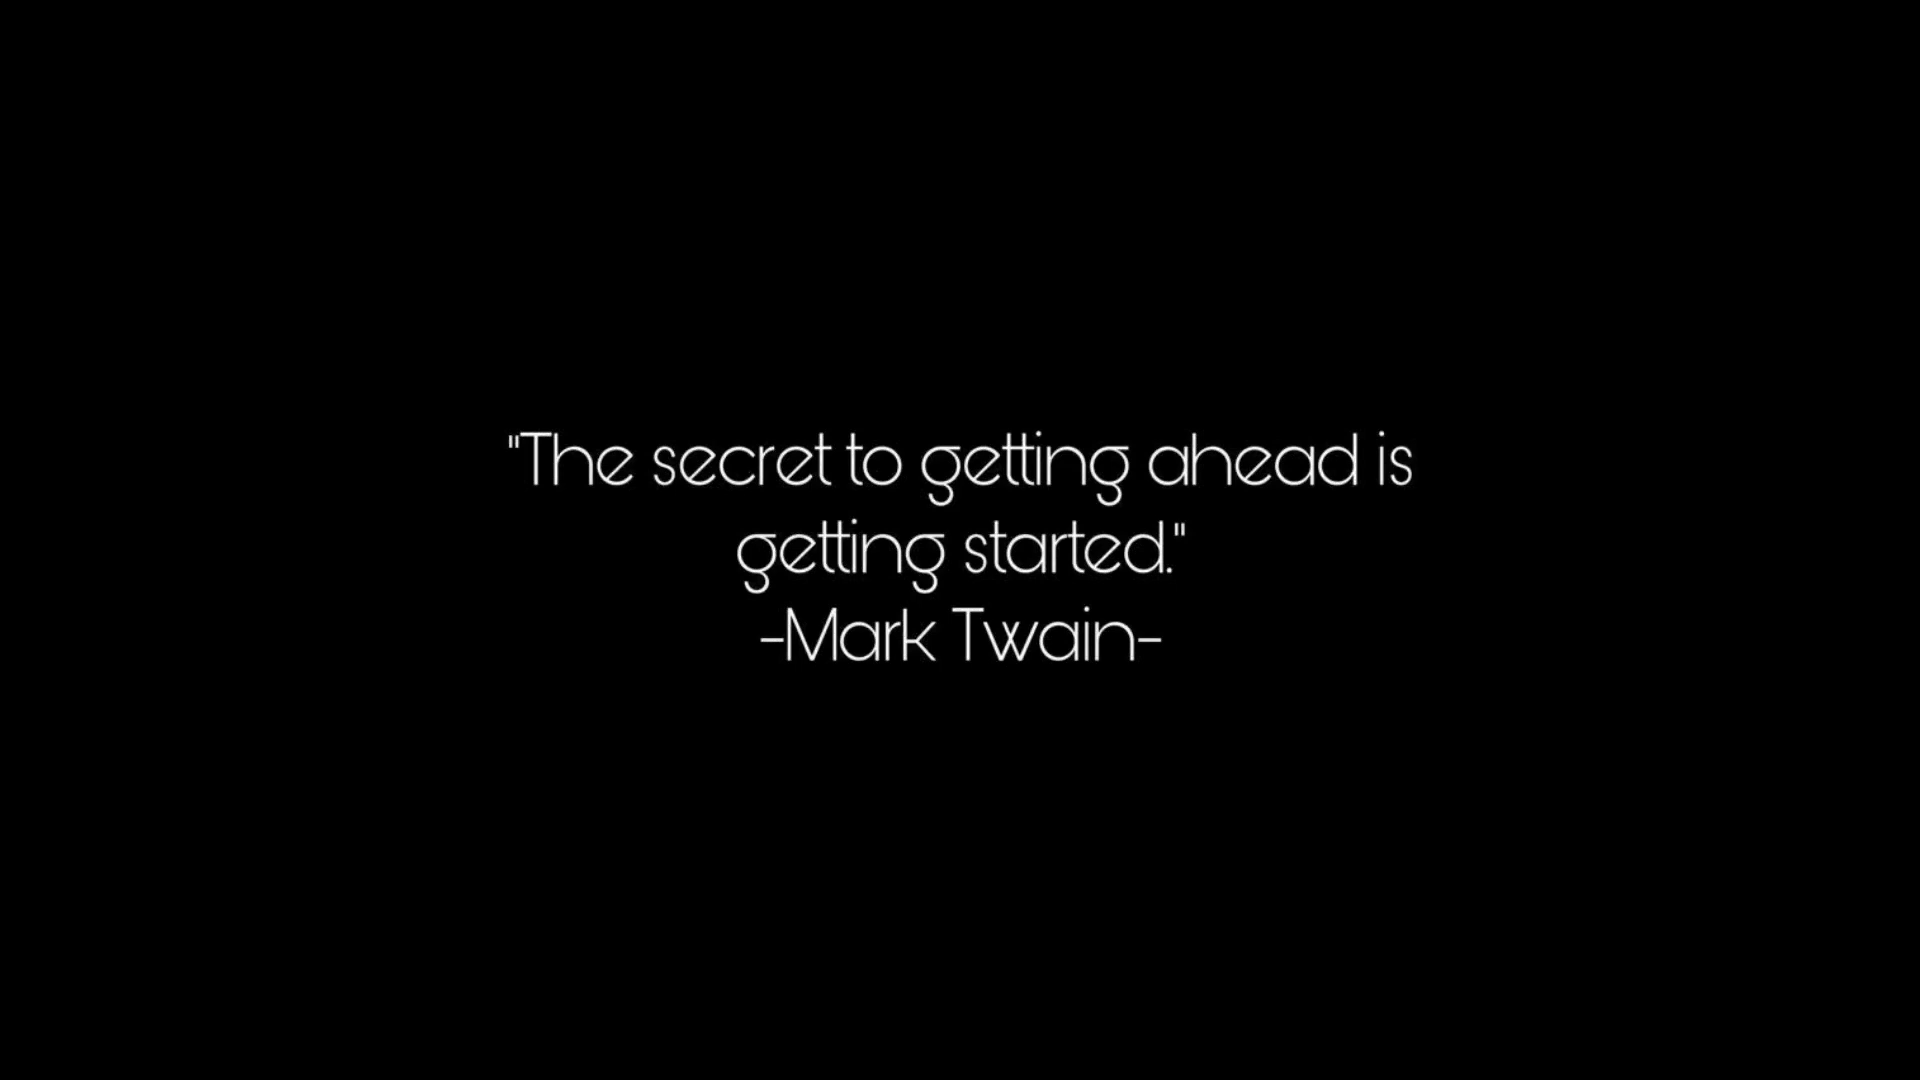 "The secret to getting ahead is
getting started."
-Mark Twain-